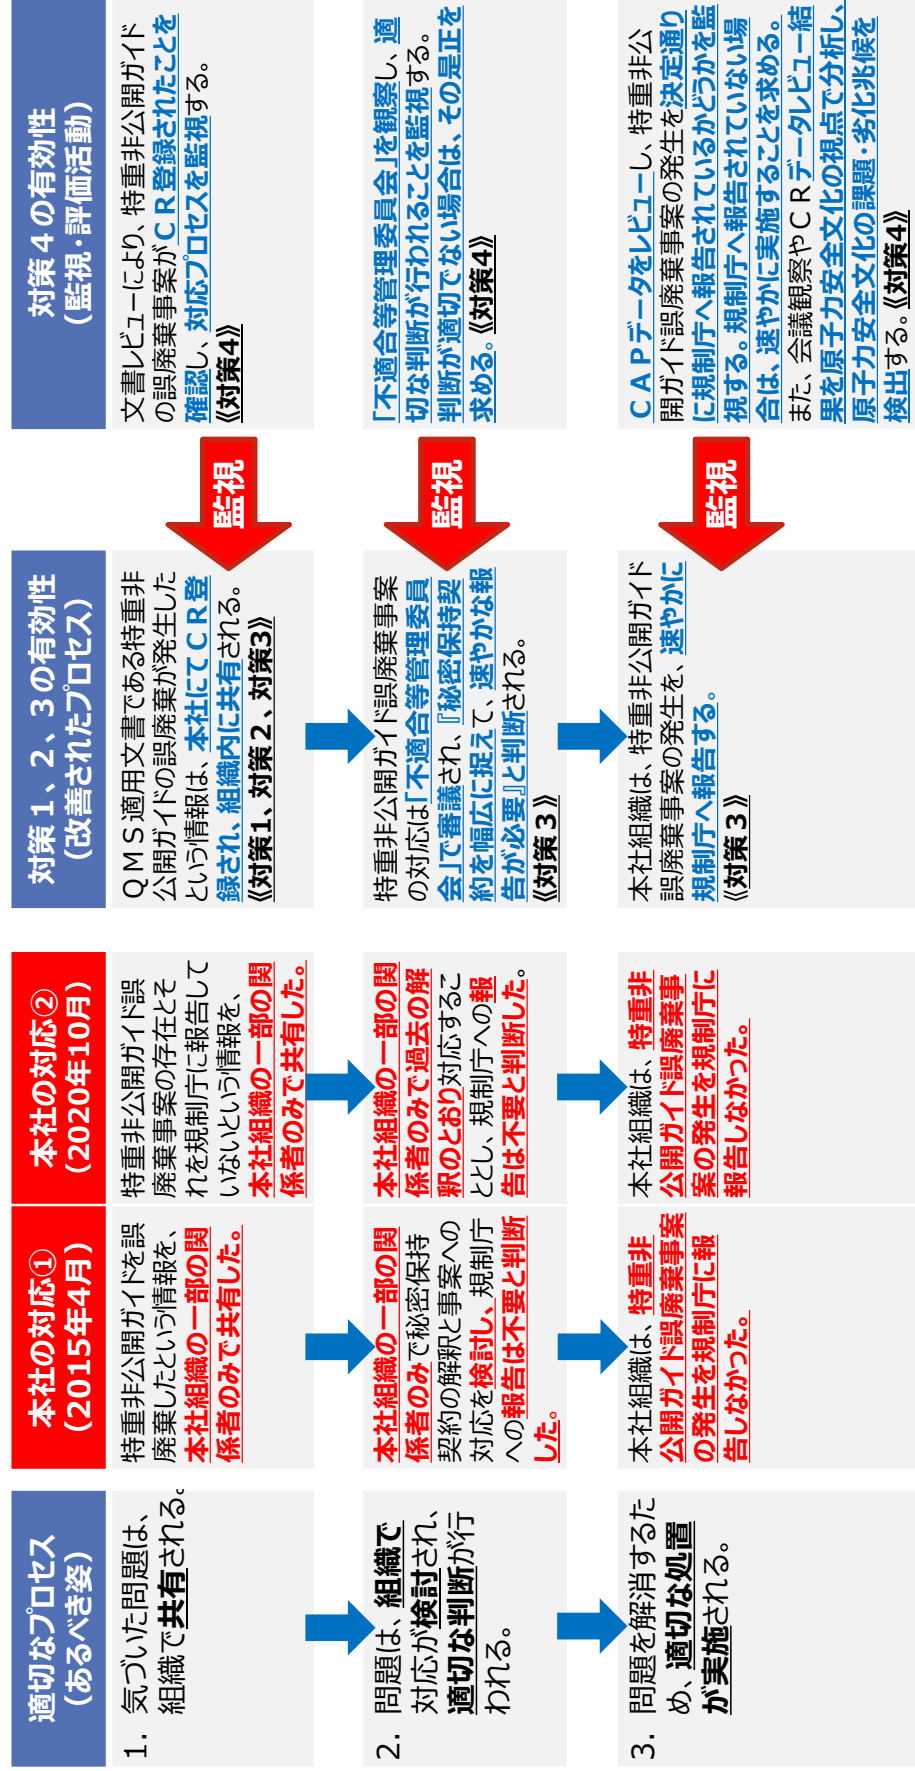 適切なプロセス
（あるべき姿）
本社の対応①
（2015年4月）
本社の対応②
（2020年10月）
対策１、２、３の有効性
（改善されたプロセス）
対策４の有効性
（監視・評価活動）
1. 気づいた問題は、
組織で共有される。
特重非公開ガイドを誤
廃棄したという情報を、
本社組織の一部の関
係者のみで共有した。
特重非公開ガイド誤
廃棄事案の存在とそ
れを規制庁に報告して
いないという情報を、
本社組織の一部の関
係者のみで共有した。
ＱＭＳ適用文書である特重非
公開ガイドの誤廃棄が発生した
という情報は、本社にてＣＲ登
録され、組織内に共有される。
《対策1、対策２、対策3》
監視
文書レビューにより、特重非公開ガイド
の誤廃棄事案がＣＲ登録されたことを
確認し、対応プロセスを監視する。
《対策4》
2. 問題は、組織で
対応が検討され、
適切な判断が行
われる。
本社組織の一部の関
係者のみで秘密保持
契約の解釈と事案への
対応を検討し、規制庁
への報告は不要と判断
した。
本社組織の一部の関
係者のみで過去の解
釈のとおり対応するこ
ととし、規制庁への報
告は不要と判断した。
特重非公開ガイド誤廃棄事案
の対応は「不適合等管理委員
会」で審議され、『秘密保持契
約を幅広に捉えて、速やかな報
告が必要』と判断される。
《対策３》
監視
「不適合等管理委員会」を観察し、適
切な判断が行われることを監視する。
判断が適切でない場合は、その是正を
求める。《対策4》
3. 問題を解消するた
め、適切な処置
が実施される。
本社組織は、特重非
公開ガイド誤廃棄事案
の発生を規制庁に報
告しなかった。
本社組織は、特重非
公開ガイド誤廃棄事
案の発生を規制庁に
報告しなかった。
本社組織は、特重非公開ガイド
誤廃棄事案の発生を、速やかに
規制庁へ報告する。
《対策３》
監視
ＣＡＰデータをレビューし、特重非公
開ガイド誤廃棄事案の発生を決定通り
に規制庁へ報告されているかどうかを監
視する。規制庁へ報告されていない場
合は、速やかに実施することを求める。
また、会議観察やＣＲデータレビュー結
果を原子力安全文化の視点で分析し、
原子力安全文化の課題・劣化兆候を
検出する。《対策4》